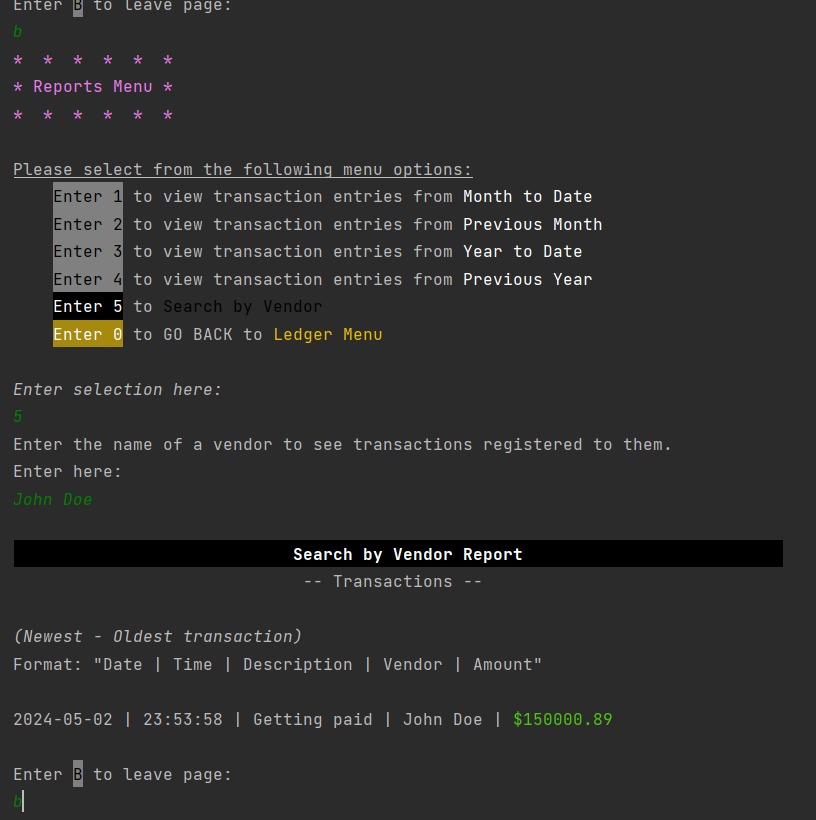 Enter B to leave page:
b
* * * * * *
* Reports Menu *
* * * * * *
Please select from the following menu options:
Enter 1 to view transaction entries from Month to Date
Enter 2 to view transaction entries from Previous Month
Enter 3 to view transaction entries from Year to Date
Enter 4 to view transaction entries from Previous Year
Enter 5 to Search by Vendor
Enter 0 to GO BACK to Ledger Menu
Enter selection here:
5
Enter the name of a vendor to see transactions registered to them.
Enter here:
John Doe
Search by Vendor Report
-- Transactions --
(Newest - Oldest transaction)
Format: "Date | Time | Description | Vendor | Amount"
2024-05-02 | 23:53:58 | Getting paid | John Doe | $150000.89
Enter B to leave page:
b